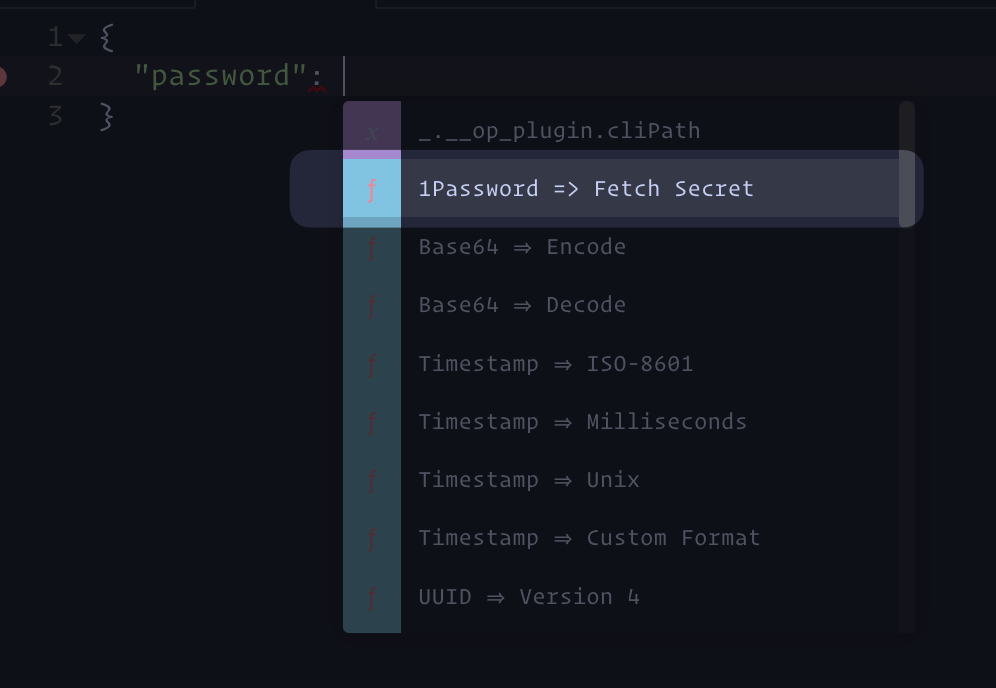 1 {
2 "password":
3 }
x _.__op_plugin.cliPath
ƒ 1Password => Fetch Secret
ƒ Base64 ⇒ Encode
ƒ Base64 ⇒ Decode
ƒ Timestamp ⇒ ISO-8601
ƒ Timestamp ⇒ Milliseconds
ƒ Timestamp ⇒ Unix
ƒ Timestamp ⇒ Custom Format
ƒ UUID ⇒ Version 4